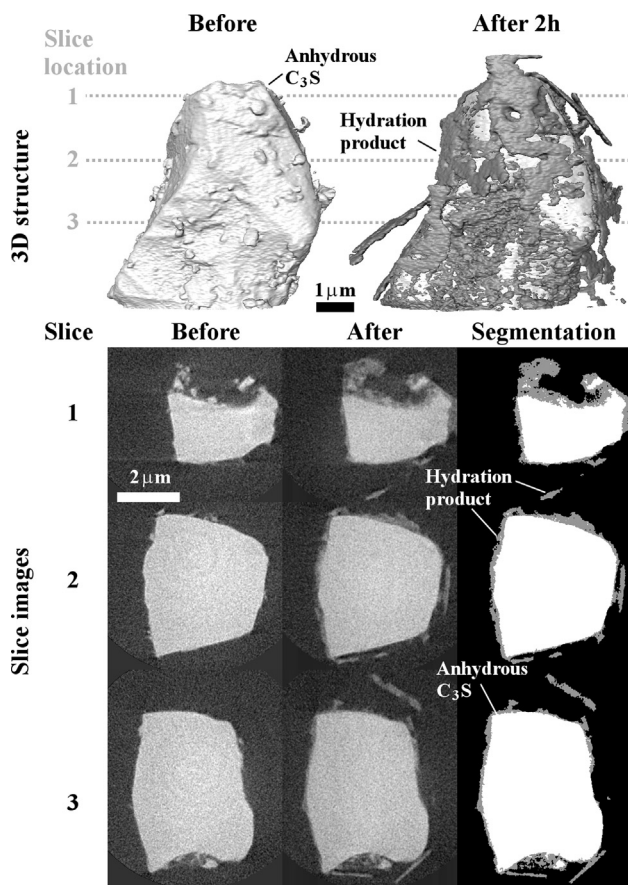 Before
After 2h
Slice
location
Anhydrous
C₃S
1
Hydration
product
2
3
3D structure
1 μm
Slice
Before
After
Segmentation
1
2 μm
Hydration
product
2
Slice images
Anhydrous
C₃S
3